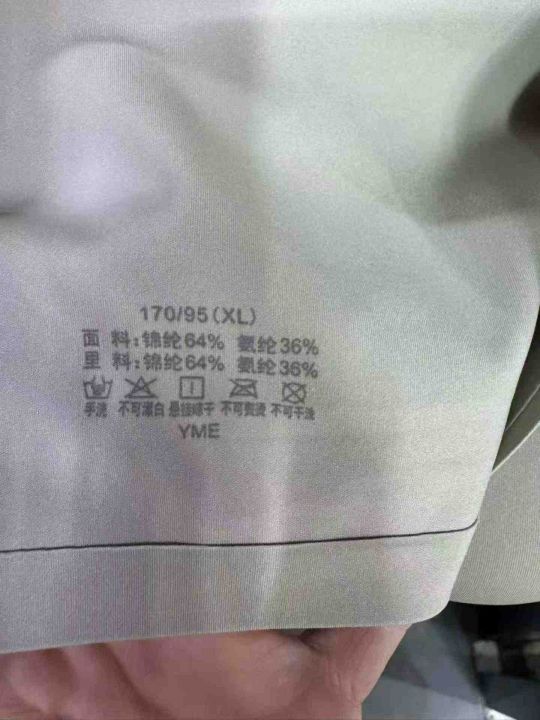 170/95(XL)
面 料:锦纶64% 氨纶36%
里 料:锦纶64% 氨纶36%
手洗 不可漂白 悬挂晾干 不可熨烫 不可干洗
YME